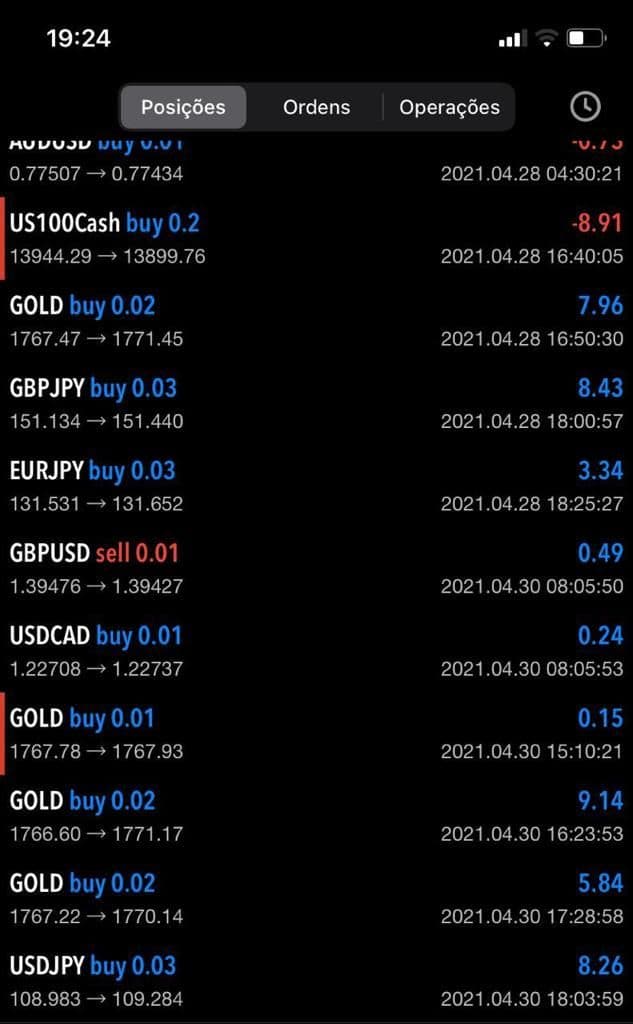 19:24
Posições Ordens Operações
AUDUSD buy 0.01 -0.73
0.77507 → 0.77434 2021.04.28 04:30:21
US100Cash buy 0.2 -8.91
13944.29 → 13899.76 2021.04.28 16:40:05
GOLD buy 0.02 7.96
1767.47 → 1771.45 2021.04.28 16:50:30
GBPJPY buy 0.03 8.43
151.134 → 151.440 2021.04.28 18:00:57
EURJPY buy 0.03 3.34
131.531 → 131.652 2021.04.28 18:25:27
GBPUSD sell 0.01 0.49
1.39476 → 1.39427 2021.04.30 08:05:50
USDCAD buy 0.01 0.24
1.22708 → 1.22737 2021.04.30 08:05:53
GOLD buy 0.01 0.15
1767.78 → 1767.93 2021.04.30 15:10:21
GOLD buy 0.02 9.14
1766.60 → 1771.17 2021.04.30 16:23:53
GOLD buy 0.02 5.84
1767.22 → 1770.14 2021.04.30 17:28:58
USDJPY buy 0.03 8.26
108.983 → 109.284 2021.04.30 18:03:59